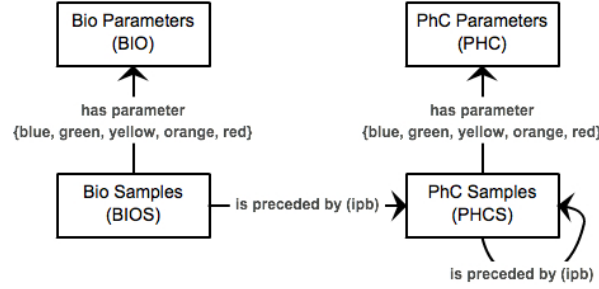 Bio Parameters
(BIO)
PhC Parameters
(PHC)
has parameter
{blue, green, yellow, orange, red}
has parameter
{blue, green, yellow, orange, red}
Bio Samples
(BIOS)
is preceded by (ipb)
PhC Samples
(PHCS)
is preceded by (ipb)